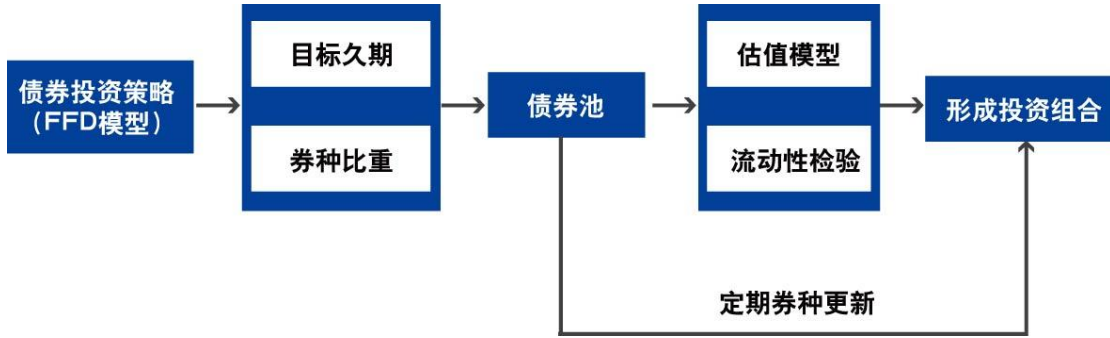 债券投资策略
（FFD模型）
目标久期
券种比重
债券池
估值模型
流动性检验
形成投资组合
定期券种更新